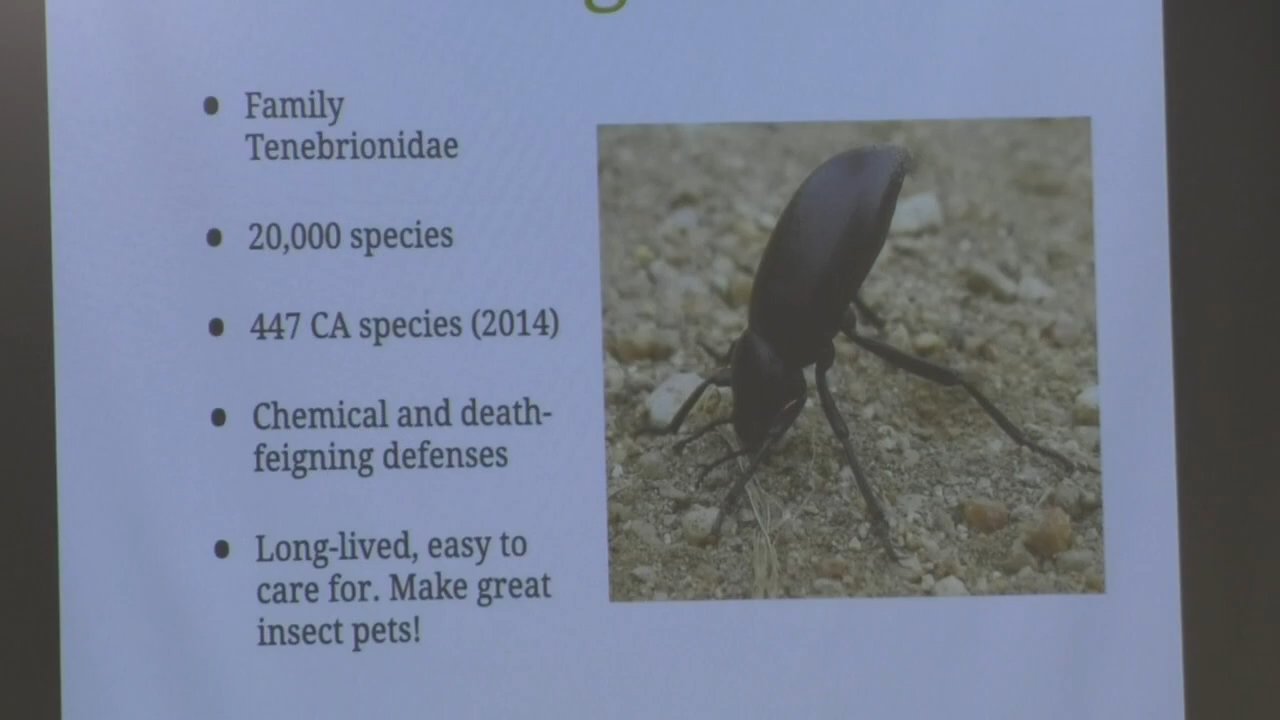 • Family
Tenebrionidae
• 20,000 species
• 447 CA species (2014)
• Chemical and death-
feigning defenses
• Long-lived, easy to
care for. Make great
insect pets!